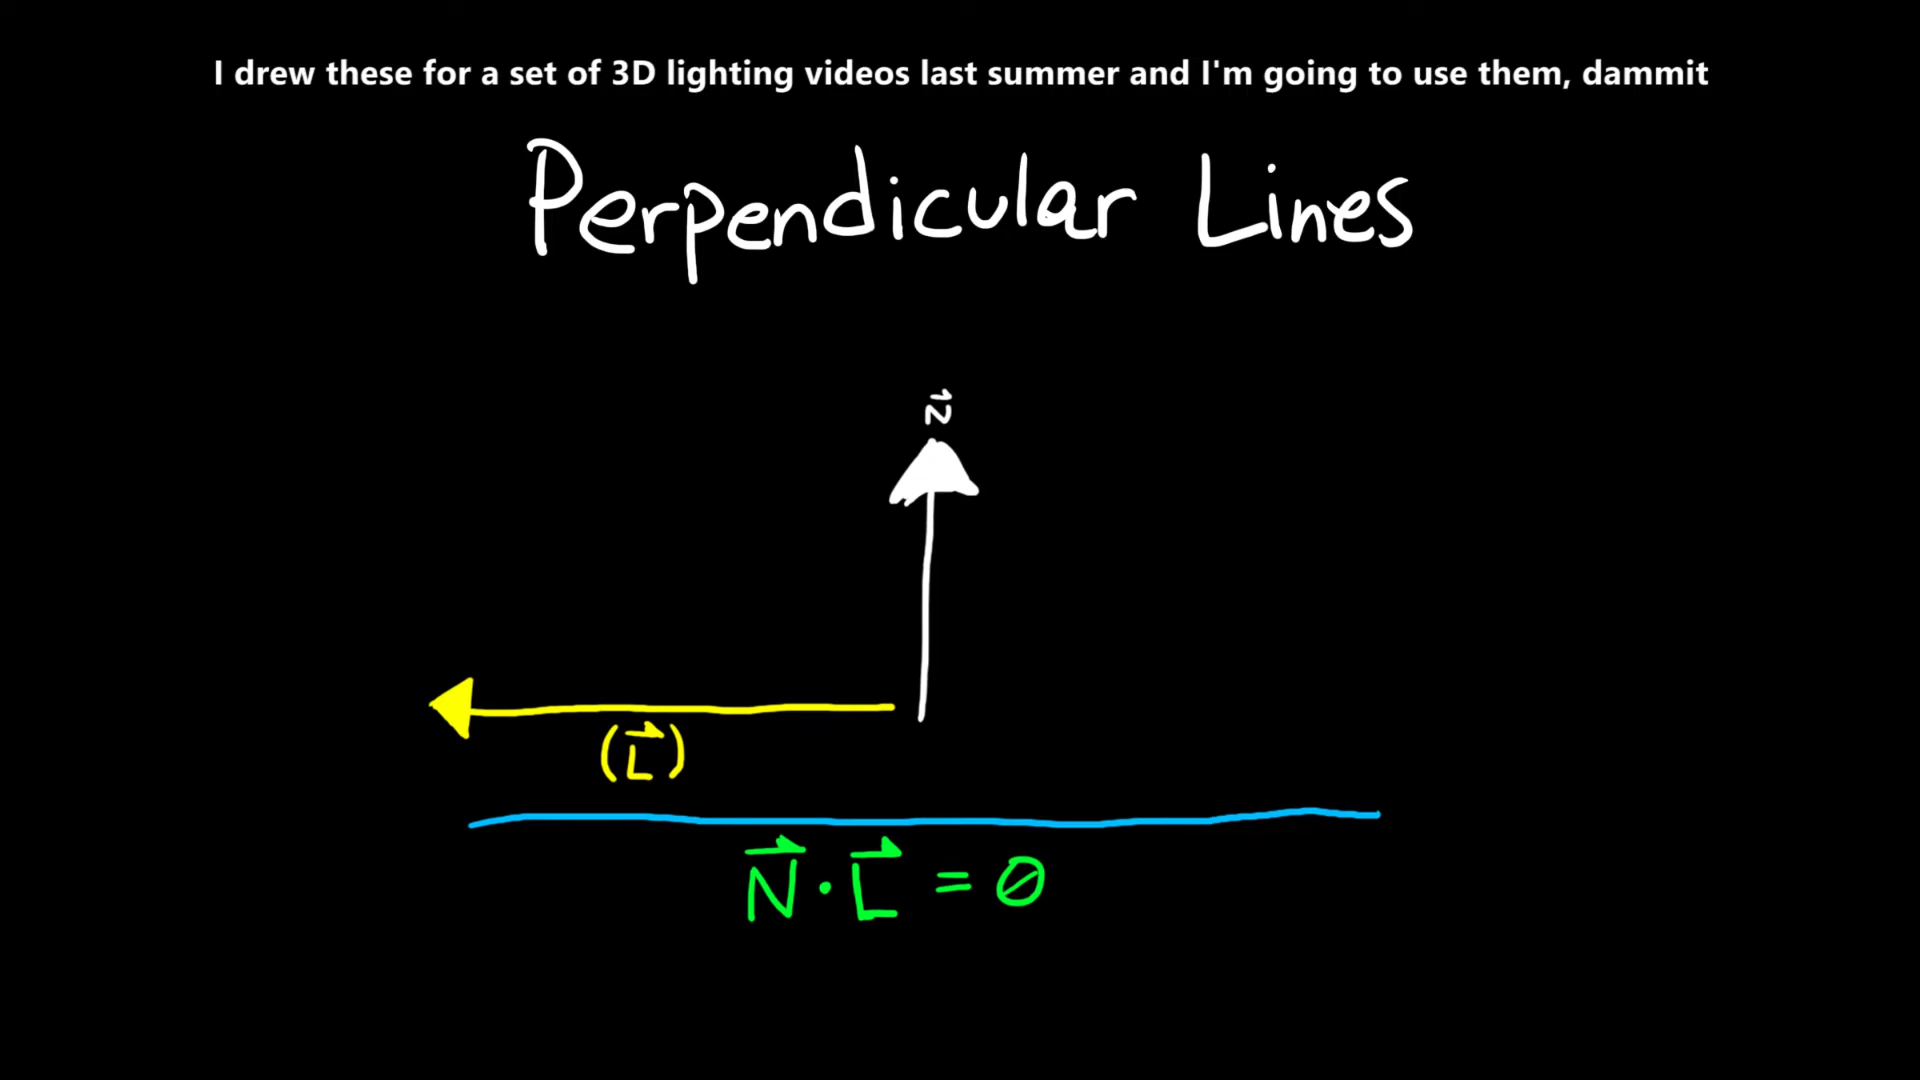 I drew these for a set of 3D lighting videos last summer and I'm going to use them, dammit
Perpendicular Lines
N⃗
(L⃗)
N⃗ · L⃗ = 0